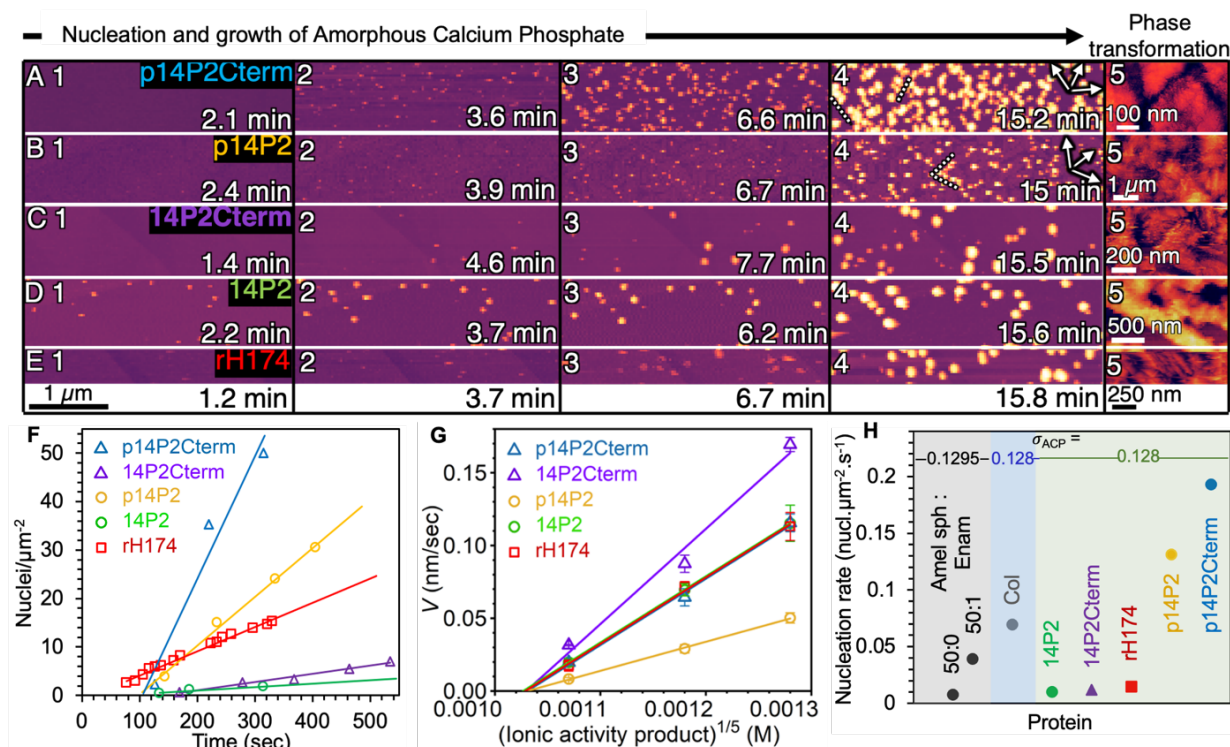 Nucleation and growth of Amorphous Calcium Phosphate
Phase
transformation
A 1 p14P2Cterm 2.1 min
2 3.6 min
3 6.6 min
4 15.2 min
5 100 nm
B 1 p14P2 2.4 min
2 3.9 min
3 6.7 min
4 15 min
5 1 µm
C 1 14P2Cterm 1.4 min
2 4.6 min
3 7.7 min
4 15.5 min
5 200 nm
D 1 14P2 2.2 min
2 3.7 min
3 6.2 min
4 15.6 min
5 500 nm
E 1 rH174
2
3
4
5
1 µm 1.2 min 3.7 min 6.7 min 15.8 min 250 nm
F
50
40
30
20
10
0
Nuclei/µm-2
p14P2Cterm
14P2Cterm
p14P2
14P2
rH174
0 100 200 300 400 500
Time (sec)
G
0.15
0.10
0.05
0.00
V (nm/sec)
p14P2Cterm
14P2Cterm
p14P2
14P2
rH174
0.0010 0.0011 0.0012 0.0013
(Ionic activity product)1/5 (M)
H
σACP =
0.1295 0.128 0.128
0.2
0.15
0.1
0.05
0
Nucleation rate (nucl.µm-2.s-1)
Amel sph :
Enam
50:0
50:1
Col
14P2
14P2Cterm
rH174
p14P2
p14P2Cterm
Protein